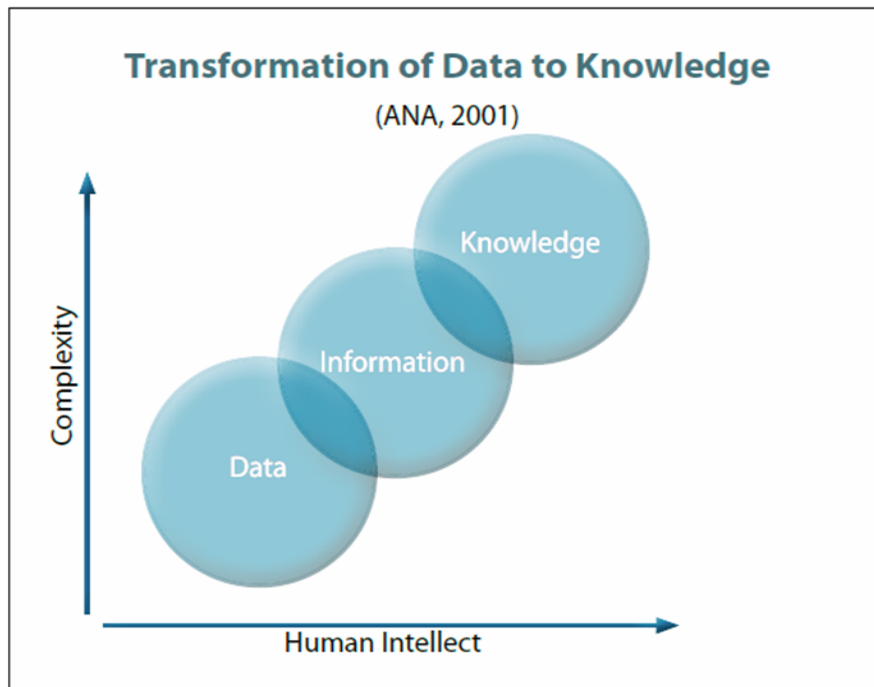 Transformation of Data to Knowledge
(ANA, 2001)
Knowledge
Information
Data
Complexity
Human Intellect